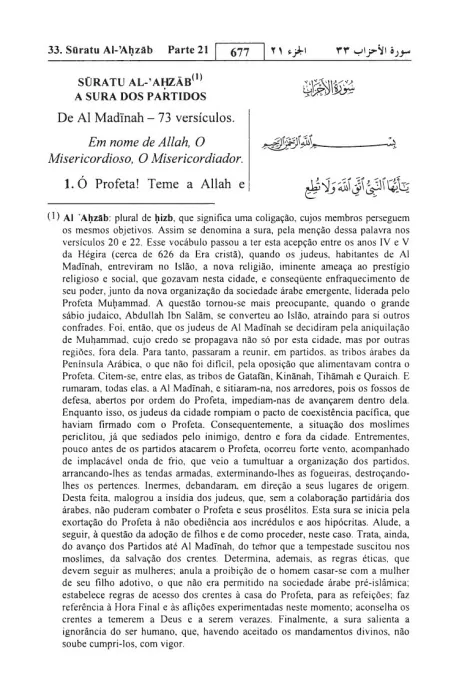 33. Sūratu Al-'Aḥzāb Parte 21 677 الجزء ٢١ سورة الأحزاب ٣٣
SŪRATU AL-'AḤZĀB(1)
A SURA DOS PARTIDOS
سُورَةُ الأَحْزَابِ
De Al Madīnah – 73 versículos.
Em nome de Allah, O
Misericordioso, O Misericordiador.
بِسْمِ اللَّهِ الرَّحْمَٰنِ الرَّحِيمِ
1. Ó Profeta! Teme a Allah e
يَٰٓأَيُّهَا ٱلنَّبِىُّ ٱتَّقِ ٱللَّهَ وَلَا تُطِعِ
(1) Al 'Aḥzāb: plural de ḥizb, que significa uma coligação, cujos membros perseguem
os mesmos objetivos. Assim se denomina a sura, pela menção dessa palavra nos
versículos 20 e 22. Esse vocábulo passou a ter esta acepção entre os anos IV e V
da Hégira (cerca de 626 da Era cristã), quando os judeus, habitantes de Al
Madīnah, entreviram no Islão, a nova religião, iminente ameaça ao prestígio
religioso e social, que gozavam nesta cidade, e conseqüente enfraquecimento de
seu poder, junto da nova organização da sociedade árabe emergente, liderada pelo
Profeta Muḥammad. A questão tornou-se mais preocupante, quando o grande
sábio judaico, Abdullah Ibn Salām, se converteu ao Islão, atraindo para si outros
confrades. Foi, então, que os judeus de Al Madīnah se decidiram pela aniquilação
de Muḥammad, cujo credo se propagava não só por esta cidade, mas por outras
regiões, fora dela. Para tanto, passaram a reunir, em partidos, as tribos árabes da
Península Arábica, o que não foi difícil, pela oposição que alimentavam contra o
Profeta. Citem-se, entre elas, as tribos de Gatafān, Kinānah, Tihāmah e Quraich. E
rumaram, todas elas, a Al Madīnah, e sitiaram-na, nos arredores, pois os fossos de
defesa, abertos por ordem do Profeta, impediam-nas de avançarem dentro dela.
Enquanto isso, os judeus da cidade rompiam o pacto de coexistência pacífica, que
haviam firmado com o Profeta. Consequentemente, a situação dos moslimes
periclitou, já que sediados pelo inimigo, dentro e fora da cidade. Entrementes,
pouco antes de os partidos atacarem o Profeta, ocorreu forte vento, acompanhado
de implacável onda de frio, que veio a tumultuar a organização dos partidos,
arrancando-lhes as tendas armadas, exterminando-lhes as fogueiras, destroçando-
lhes os pertences. Inermes, debandaram, em direção a seus lugares de origem.
Desta feita, malogrou a insídia dos judeus, que, sem a colaboração partidária dos
árabes, não puderam combater o Profeta e seus prosélitos. Esta sura se inicia pela
exortação do Profeta à não obediência aos incrédulos e aos hipócritas. Alude, a
seguir, à questão da adoção de filhos e de como proceder, neste caso. Trata, ainda,
do avanço dos Partidos até Al Madīnah, do temor que a tempestade suscitou nos
moslimes, da salvação dos crentes. Determina, ademais, as regras éticas, que
devem seguir as mulheres; anula a proibição de o homem casar-se com a mulher
de seu filho adotivo, o que não era permitido na sociedade árabe pré-islâmica;
estabelece regras de acesso dos crentes à casa do Profeta, para as refeições; faz
referência à Hora Final e às aflições experimentadas neste momento; aconselha os
crentes a temerem a Deus e a serem verazes. Finalmente, a sura salienta a
ignorância do ser humano, que, havendo aceitado os mandamentos divinos, não
soube cumpri-los, com vigor.